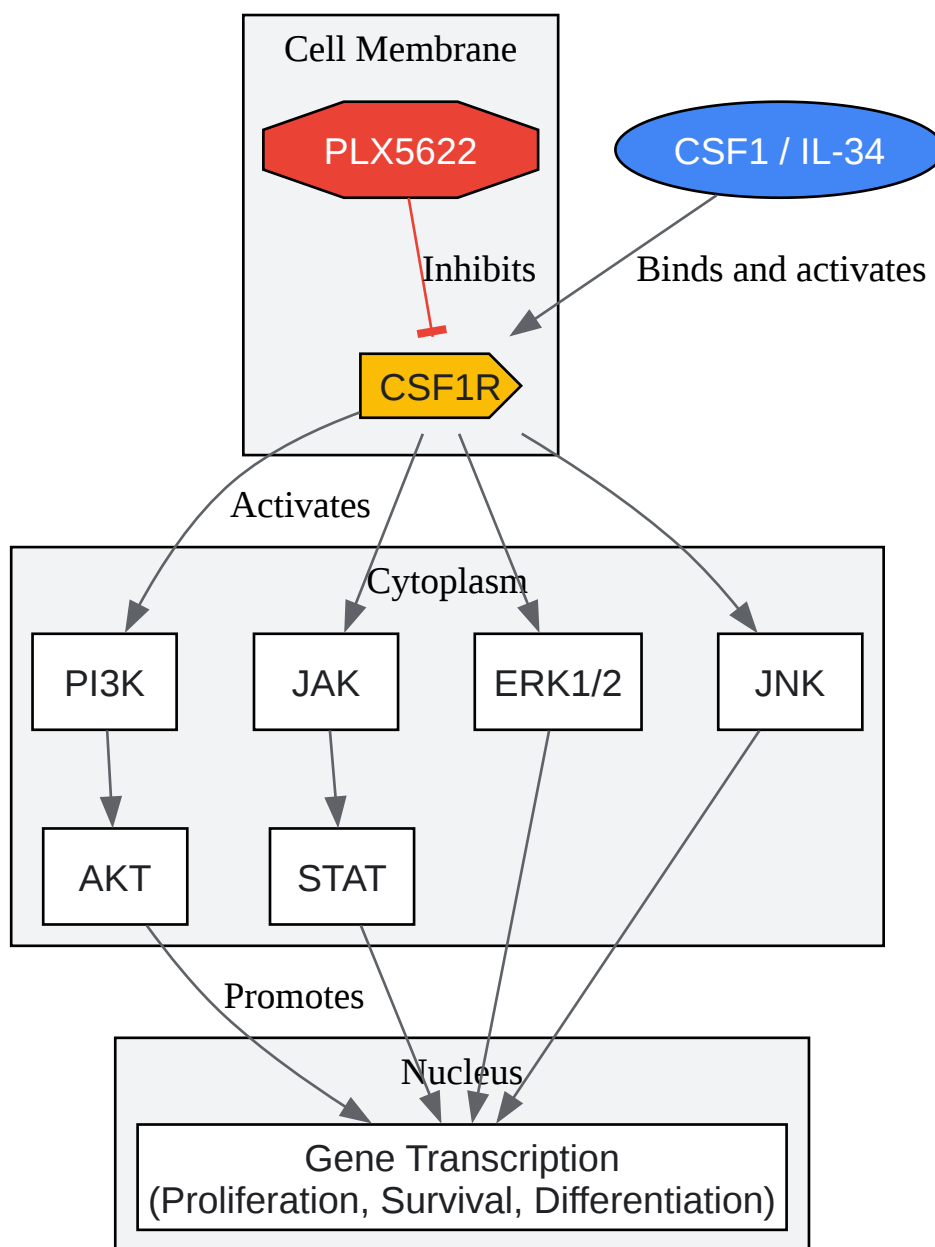 Cell Membrane
PLX5622
CSF1 / IL-34
Inhibits
Binds and activates
CSF1R
Activates
Cytoplasm
PI3K
JAK
ERK1/2
JNK
AKT
STAT
Promotes
Nucleus
Gene Transcription
(Proliferation, Survival, Differentiation)